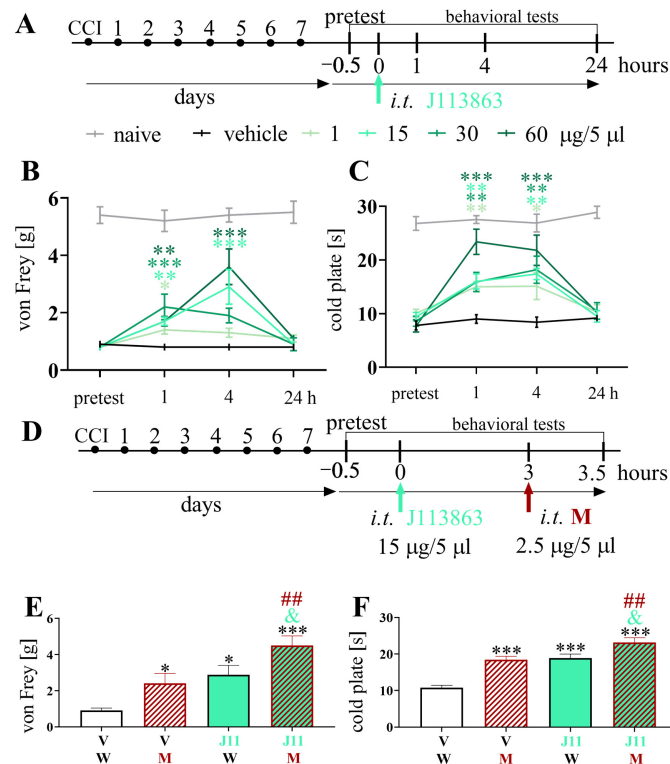 A
CCI 1 2 3 4 5 6 7
pretest behavioral tests
−0.5 0 1 4 24 hours
days
i.t. J113863
naive vehicle 1 15 30 60 µg/5 µl
B
von Frey [g]
6
4
2
0
**
***
**
*
***
***
pretest 1 4 24 h
C
cold plate [s]
30
20
10
0
***
**
**
**
***
**
**
*
pretest 1 4 24 h
D
CCI 1 2 3 4 5 6 7
pretest behavioral tests
−0.5 0 3 3.5 hours
days
i.t. J113863 i.t. M
15 µg/5 µl 2.5 µg/5 µl
E
von Frey [g]
6
4
2
0
* * ***
&
##
V V J11 J11
W M W M
F
cold plate [s]
30
20
10
0
*** *** ***
&
##
V V J11 J11
W M W M